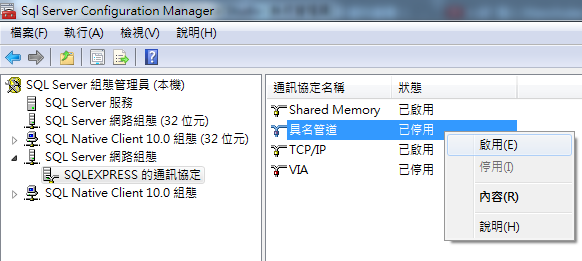 Sql Server Configuration Manager
檔案(F) 執行(A) 檢視(V) 說明(H)
SQL Server 組態管理員 (本機)
SQL Server 服務
SQL Server 網路組態 (32 位元)
SQL Native Client 10.0 組態 (32 位元)
SQL Server 網路組態
SQLEXPRESS 的通訊協定
SQL Native Client 10.0 組態
通訊協定名稱 狀態
Shared Memory 已啟用
具名管道 已停用
TCP/IP 已啟用
VIA 已停用
啟用(E)
停用(I)
內容(R)
說明(H)